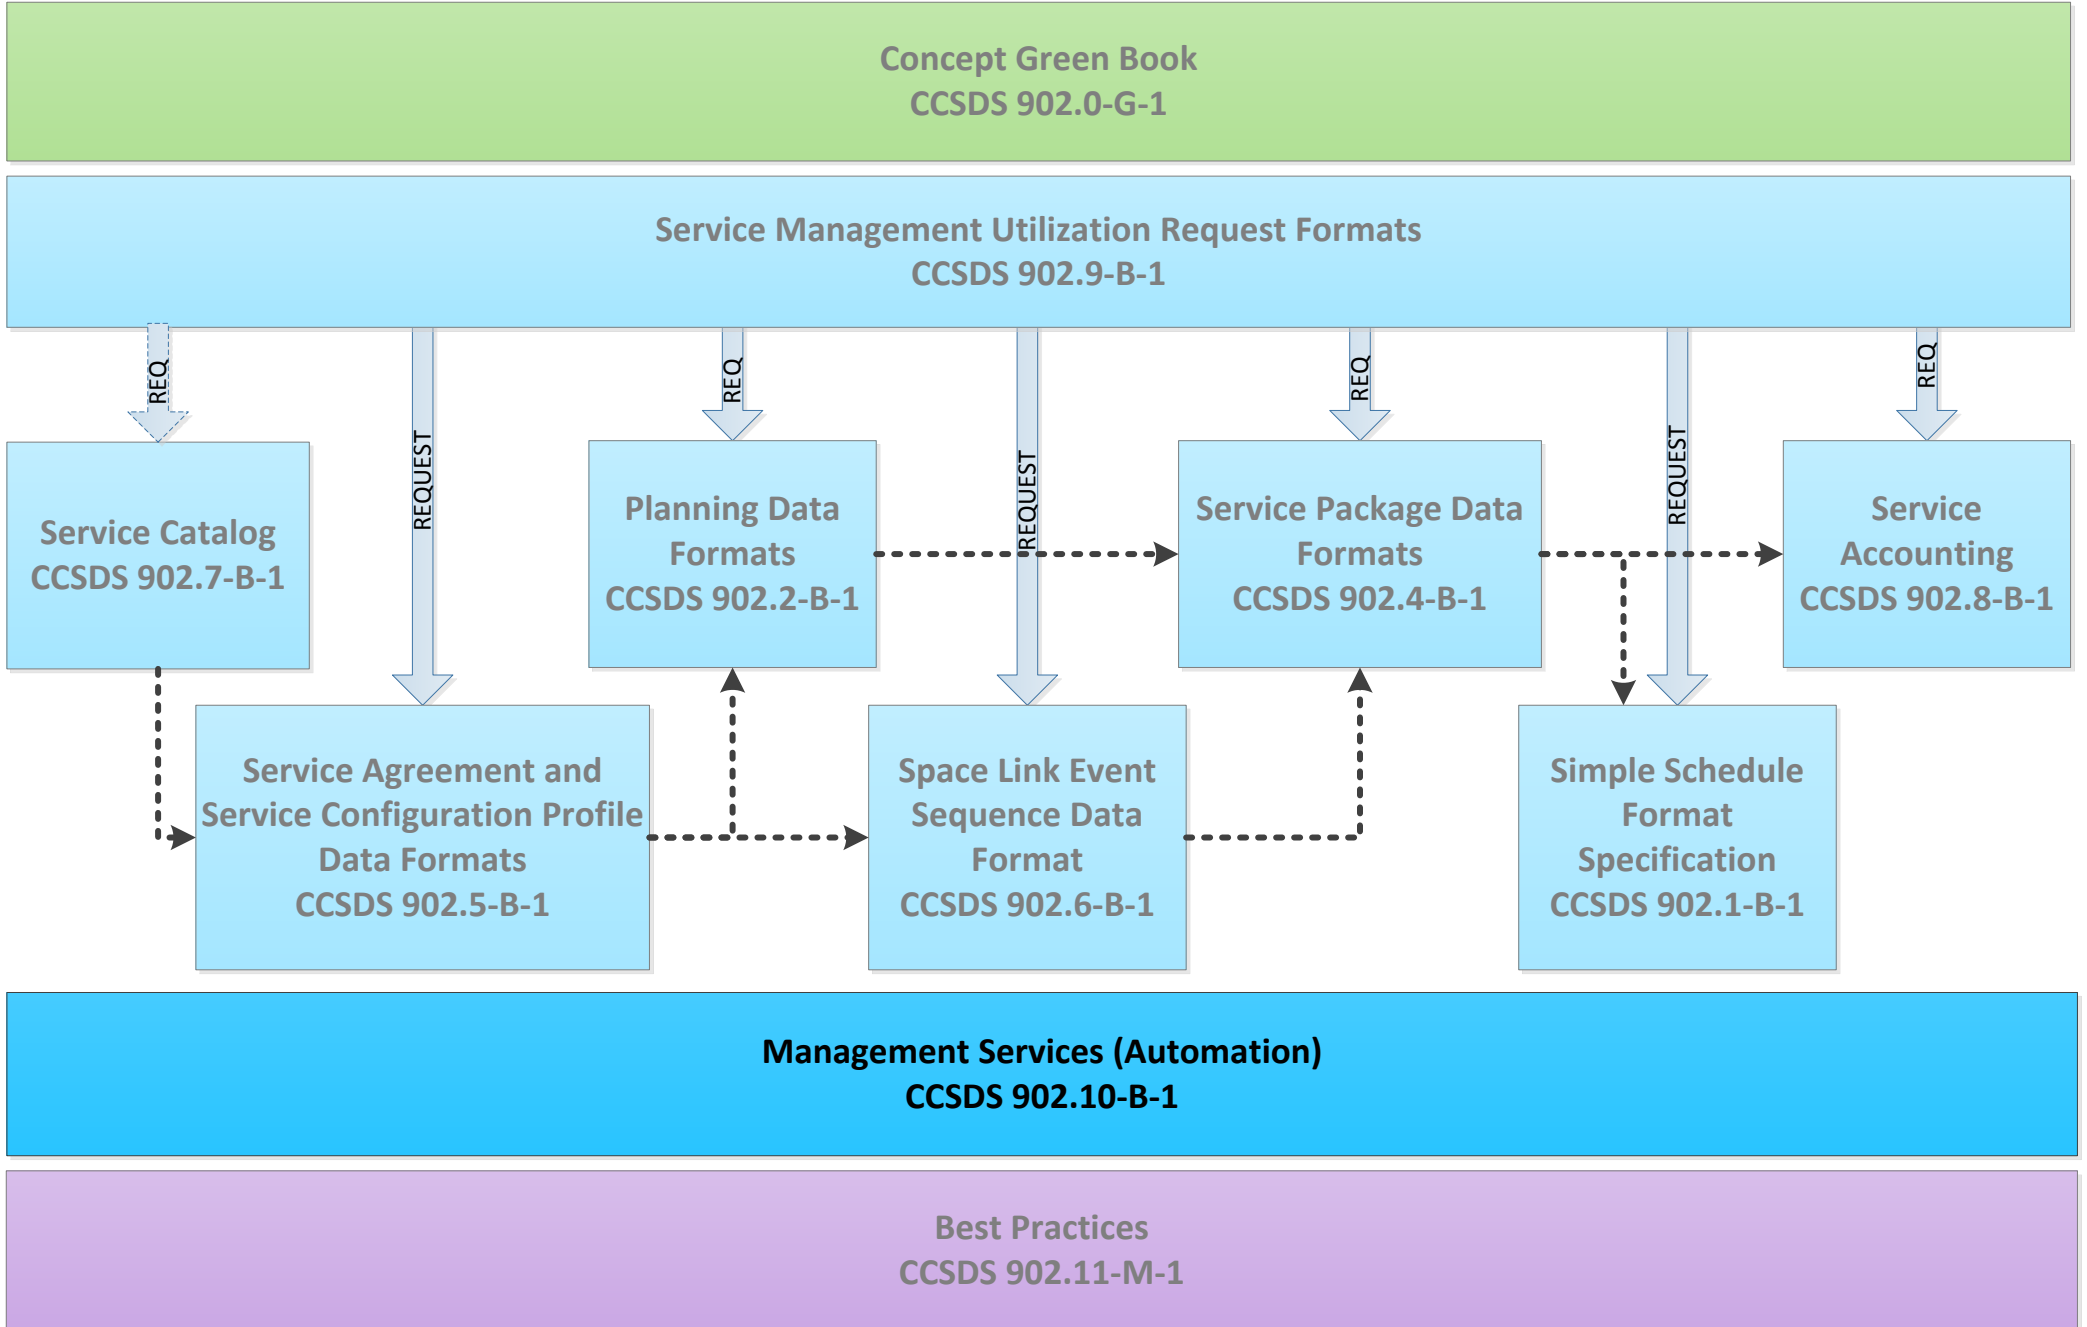 Concept Green Book
CCSDS 902.0-G-1
Service Management Utilization Request Formats
CCSDS 902.9-B-1
REQ
REQUEST
REQ
REQUEST
REQ
REQUEST
REQ
Service Catalog
CCSDS 902.7-B-1
Planning Data
Formats
CCSDS 902.2-B-1
Service Package Data
Formats
CCSDS 902.4-B-1
Service
Accounting
CCSDS 902.8-B-1
Service Agreement and
Service Configuration Profile
Data Formats
CCSDS 902.5-B-1
Space Link Event
Sequence Data
Format
CCSDS 902.6-B-1
Simple Schedule
Format
Specification
CCSDS 902.1-B-1
Management Services (Automation)
CCSDS 902.10-B-1
Best Practices
CCSDS 902.11-M-1